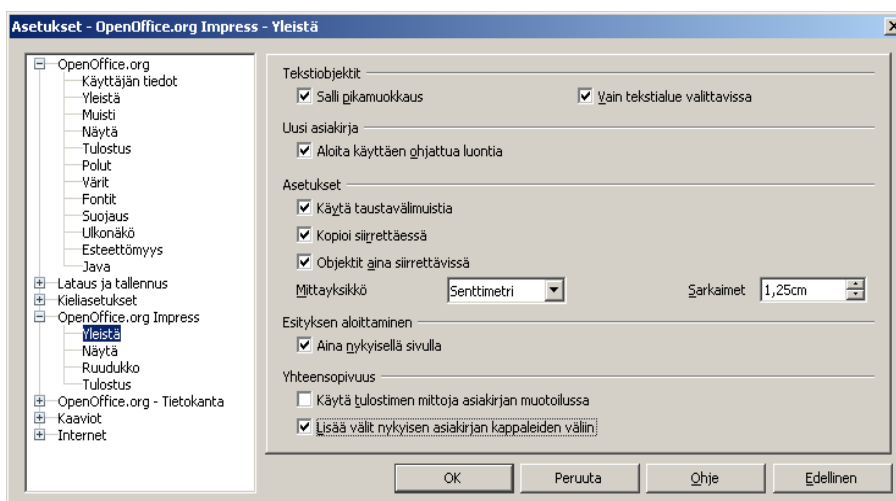 Asetukset - OpenOffice.org Impress - Yleistä
OpenOffice.org
Käyttäjän tiedot
Yleistä
Muisti
Näytä
Tulostus
Polut
Värit
Fontit
Suojaus
Ulkonäkö
Esteettömyys
Java
Lataus ja tallennus
Kieliasetukset
OpenOffice.org Impress
Yleistä
Näytä
Ruudukko
Tulostus
OpenOffice.org - Tietokanta
Kaaviot
Internet
Tekstiobjektit
Salli pikamuokkaus Vain tekstialue valittavissa
Uusi asiakirja
Aloita käyttäen ohjattua luontia
Asetukset
Käytä taustavälimuistia
Kopioi siirrettäessä
Objektit aina siirrettävissä
Mittayksikkö Senttimetri Sarkaimet 1,25cm
Esityksen aloittaminen
Aina nykyisellä sivulla
Yhteensopivuus
Käytä tulostimen mittoja asiakirjan muotoilussa
Lisää välit nykyisen asiakirjan kappaleiden väliin
OK Peruuta Ohje Edellinen